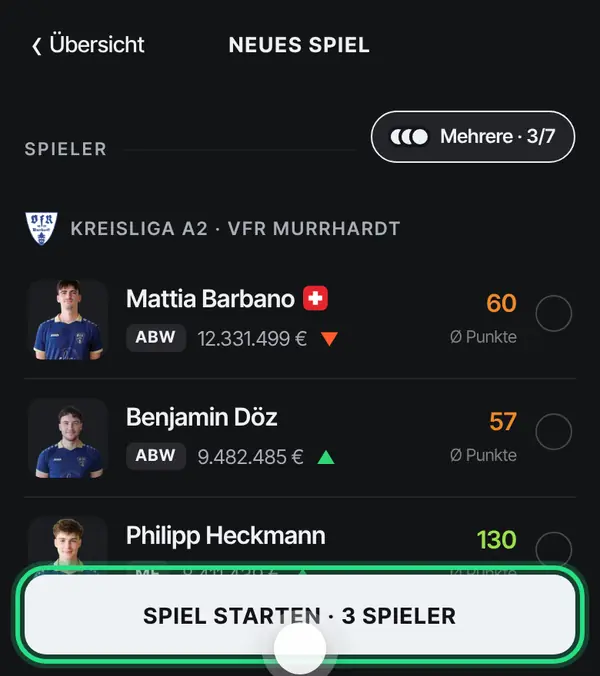 ‹ Übersicht
NEUES SPIEL
SPIELER
Mehrere · 3/7
VfR
KREISLIGA A2 · VFR MURRHARDT
Mattia Barbano
60
ABW 12.331.499 €
Ø Punkte
Benjamin Döz
57
ABW 9.482.485 €
Ø Punkte
Philipp Heckmann
130
SPIEL STARTEN · 3 SPIELER